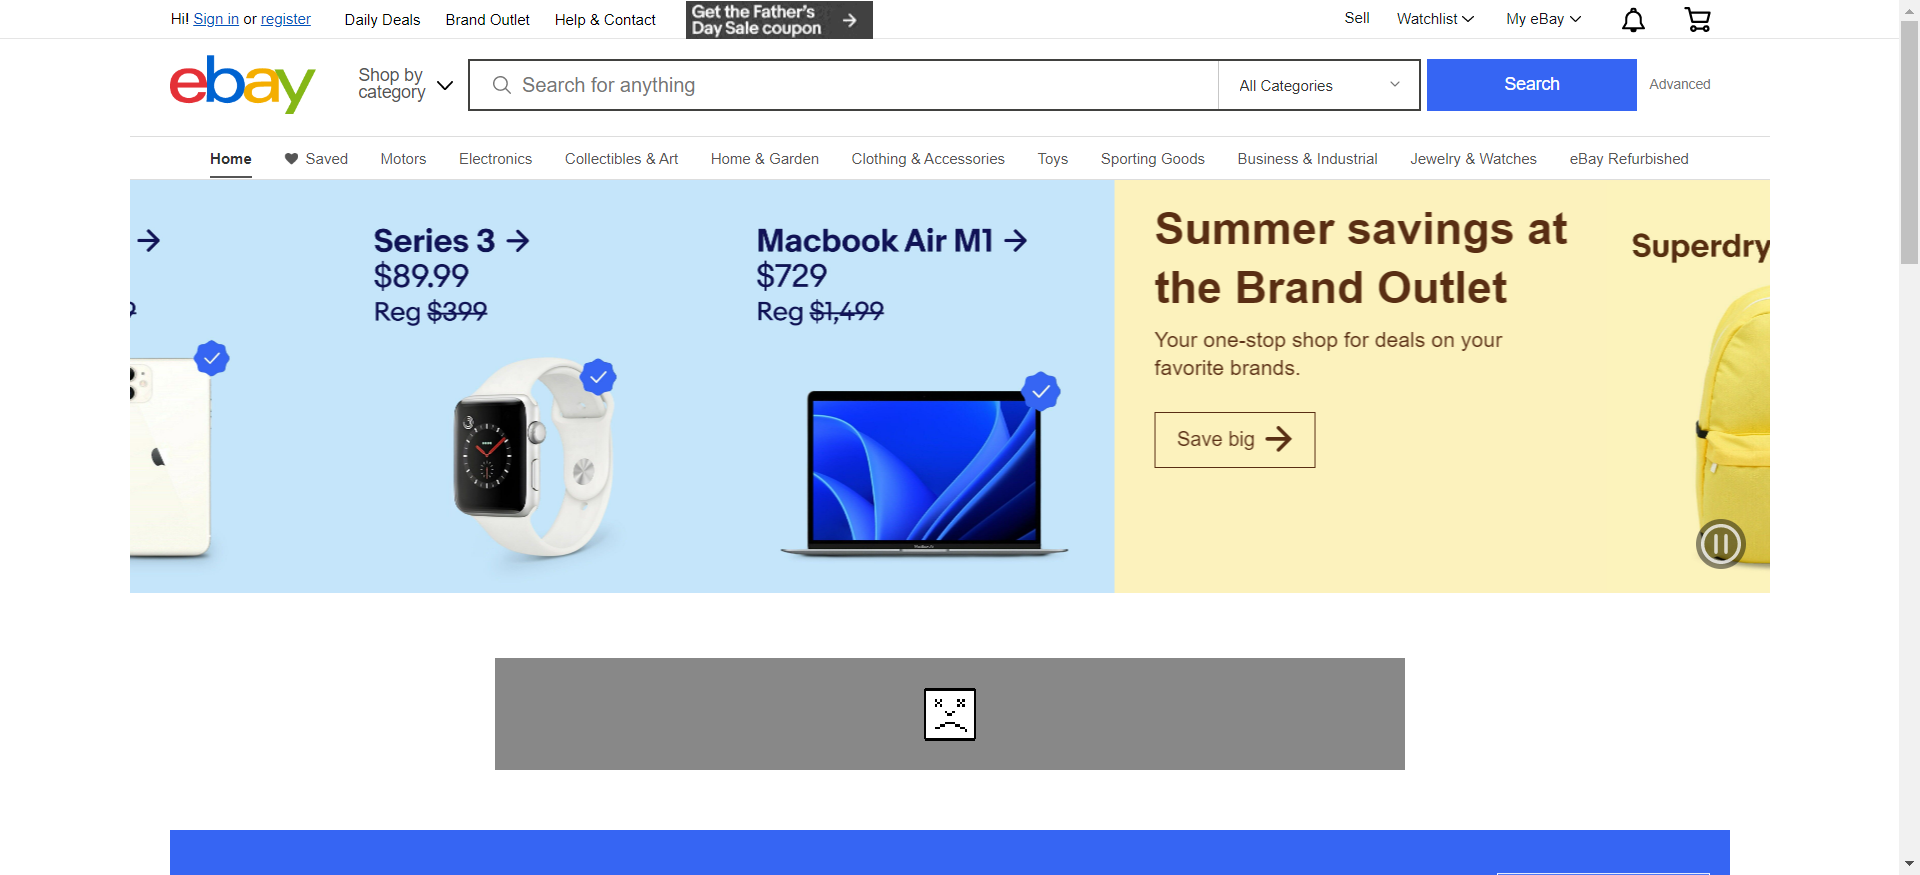 Hi! Sign in or register
Daily Deals
Brand Outlet
Help & Contact
Get the Father's
Day Sale coupon
Sell
Watchlist
My eBay
ebay
Shop by
category
Search for anything
All Categories
Search
Advanced
Home
Saved
Motors
Electronics
Collectibles & Art
Home & Garden
Clothing & Accessories
Toys
Sporting Goods
Business & Industrial
Jewelry & Watches
eBay Refurbished
Series 3
$89.99
Reg $399
Macbook Air M1
$729
Reg $1,499
Summer savings at
the Brand Outlet
Your one-stop shop for deals on your
favorite brands.
Save big
Superdry